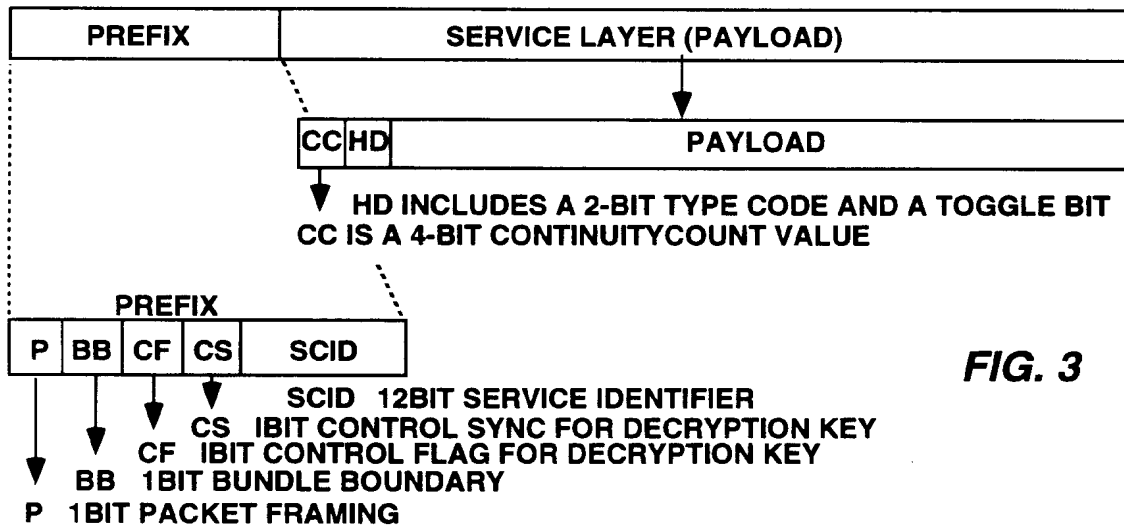 PREFIX SERVICE LAYER (PAYLOAD)
CC HD PAYLOAD
HD INCLUDES A 2-BIT TYPE CODE AND A TOGGLE BIT
CC IS A 4-BIT CONTINUITYCOUNT VALUE
PREFIX
P BB CF CS SCID
FIG. 3
SCID 12BIT SERVICE IDENTIFIER
CS IBIT CONTROL SYNC FOR DECRYPTION KEY
CF IBIT CONTROL FLAG FOR DECRYPTION KEY
BB 1BIT BUNDLE BOUNDARY
P 1BIT PACKET FRAMING